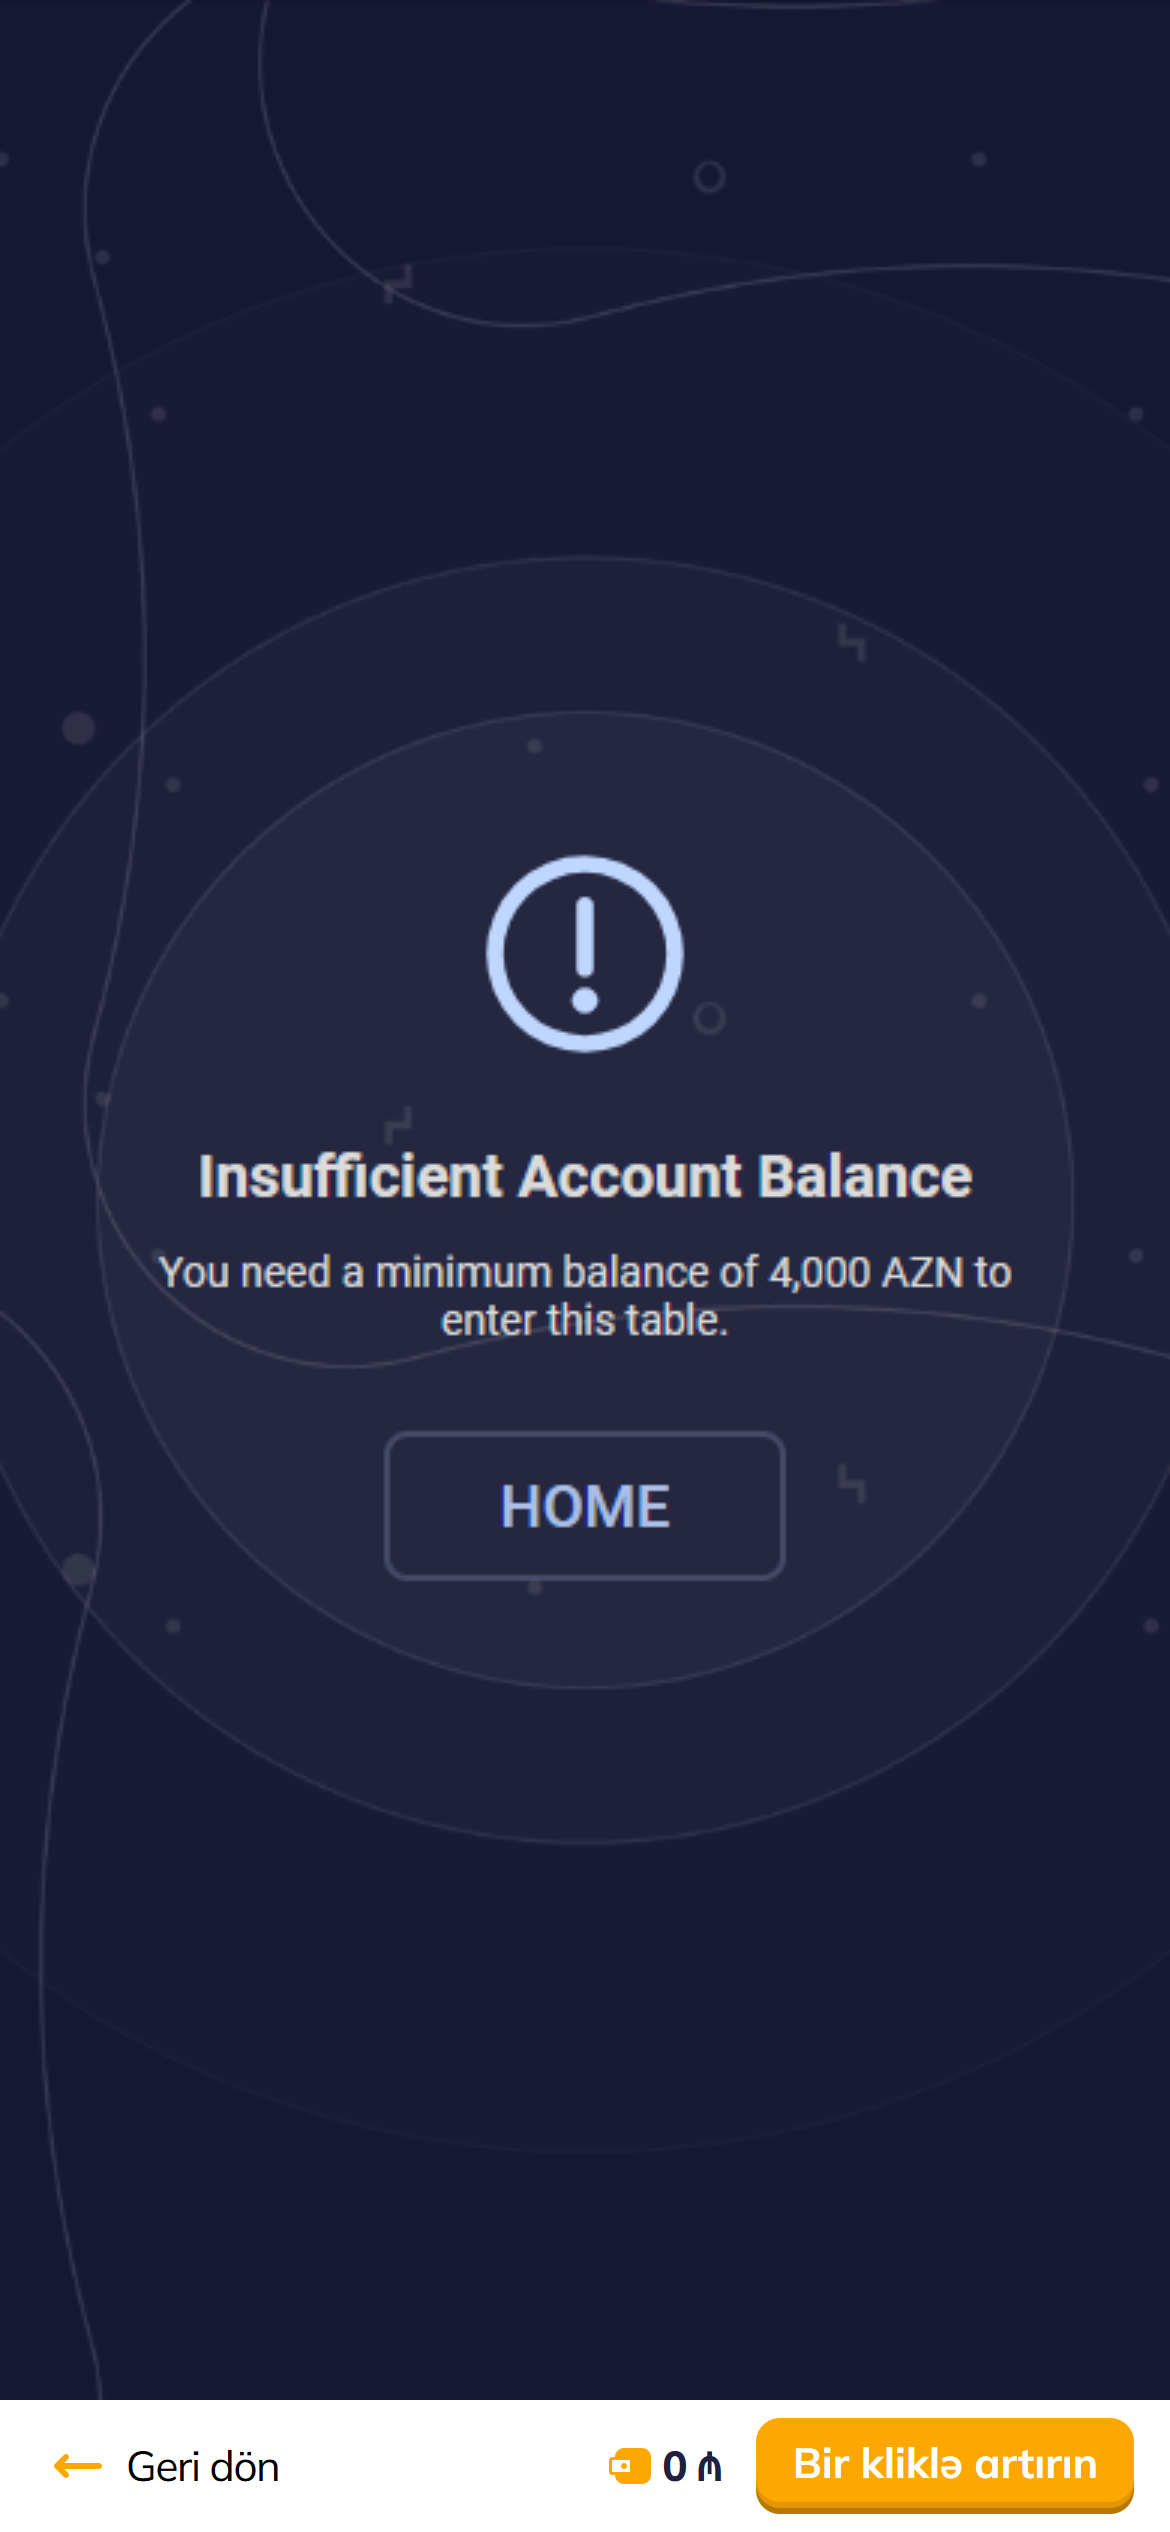 Insufficient Account Balance
You need a minimum balance of 4,000 AZN to
enter this table.
HOME
Geri dön
0 ₼
Bir kliklə artırın